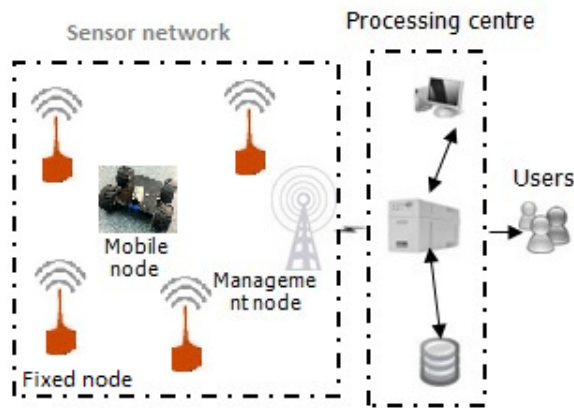 Sensor network
Processing centre
Users
Mobile
node
Manageme
nt node
Fixed node